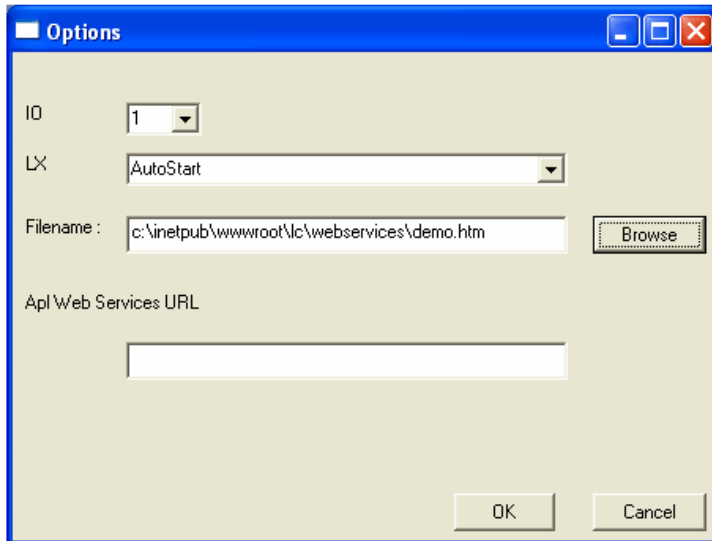 Options
IO 1
LX AutoStart
Filename : c:\inetpub\wwwroot\lc\webservices\demo.htm Browse
Apl Web Services URL
OK Cancel